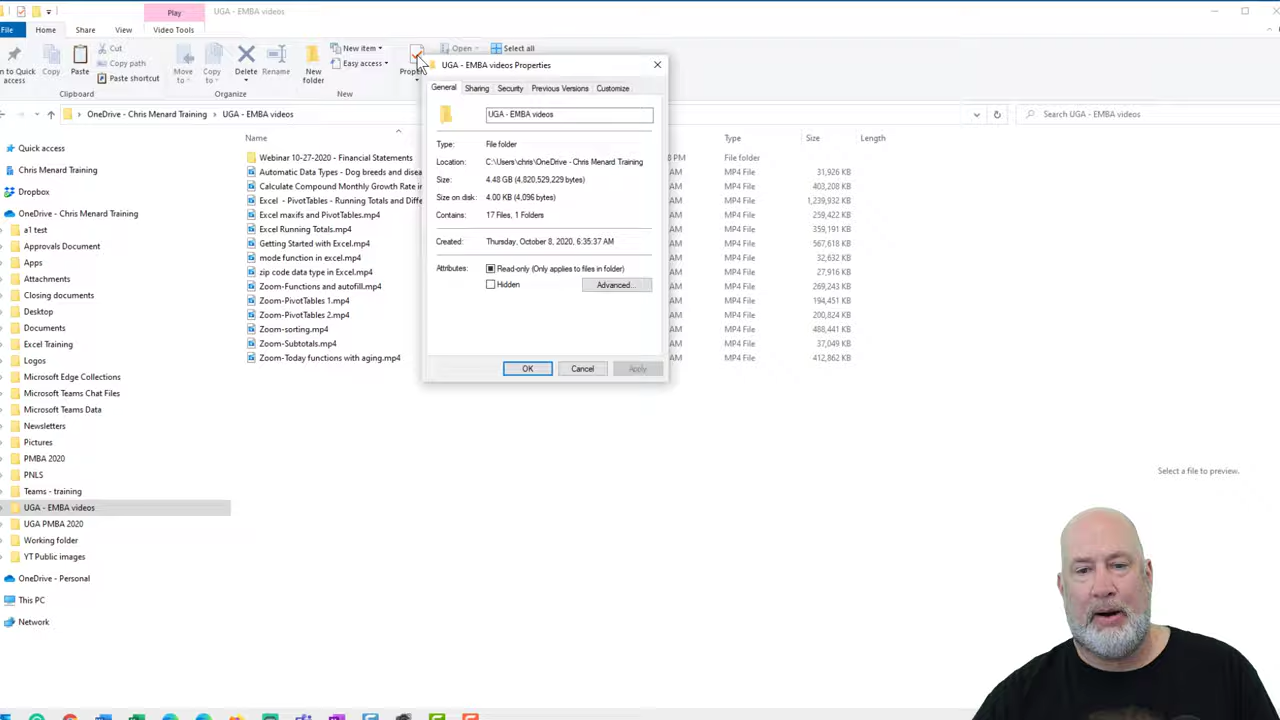 Play
UGA - EMBA videos
File
Home
Share
View
Video Tools
Cut
Copy path
Paste shortcut
Copy
Paste
Clipboard
Move to
Copy to
Delete
Rename
Organize
New folder
New item
Easy access
New
Open
Select all
OneDrive - Chris Menard Training › UGA - EMBA videos
Search UGA - EMBA videos
Quick access
Chris Menard Training
Dropbox
OneDrive - Chris Menard Training
a1 test
Approvals Document
Apps
Attachments
Closing documents
Desktop
Documents
Excel Training
Logos
Microsoft Edge Collections
Microsoft Teams Chat Files
Microsoft Teams Data
Newsletters
Pictures
PMBA 2020
PNLS
Teams - training
UGA - EMBA videos
UGA PMBA 2020
Working folder
YT Public images
OneDrive - Personal
This PC
Network
Name Type Size Length
Webinar 10-27-2020 - Financial Statements File folder
Automatic Data Types - Dog breeds and disea MP4 File 31,926 KB
Calculate Compound Monthly Growth Rate in MP4 File 403,208 KB
Excel - PivotTables - Running Totals and Diffe MP4 File 1,239,932 KB
Excel maxifs and PivotTables.mp4 MP4 File 259,422 KB
Excel Running Totals.mp4 MP4 File 359,191 KB
Getting Started with Excel.mp4 MP4 File 567,618 KB
mode function in Excel.mp4 MP4 File 32,632 KB
zip code data type in Excel.mp4 MP4 File 27,916 KB
Zoom-Functions and autofill.mp4 MP4 File 269,243 KB
Zoom-PivotTables 1.mp4 MP4 File 194,451 KB
Zoom-PivotTables 2.mp4 MP4 File 200,824 KB
Zoom-sorting.mp4 MP4 File 488,441 KB
Zoom-Subtotals.mp4 MP4 File 37,049 KB
Zoom-Today functions with aging.mp4 MP4 File 412,862 KB
UGA - EMBA videos Properties
General Sharing Security Previous Versions Customize
UGA - EMBA videos
Type: File folder
Location: C:\Users\chris\OneDrive - Chris Menard Training
Size: 4.48 GB (4,820,529,229 bytes)
Size on disk: 4.00 KB (4,096 bytes)
Contains: 17 Files, 1 Folders
Created: Thursday, October 8, 2020, 6:35:37 AM
Attributes: Read-only (Only applies to files in folder)
Hidden Advanced...
OK Cancel Apply
Select a file to preview.